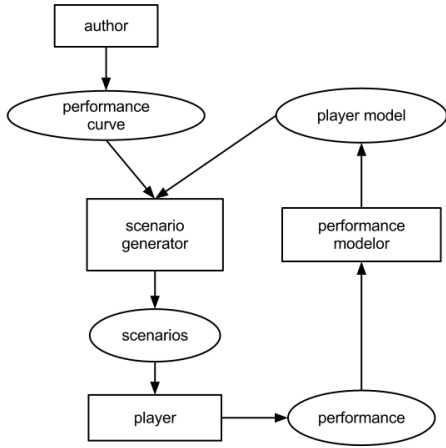 author
performance
curve
player model
scenario
generator
performance
modelor
scenarios
player
performance